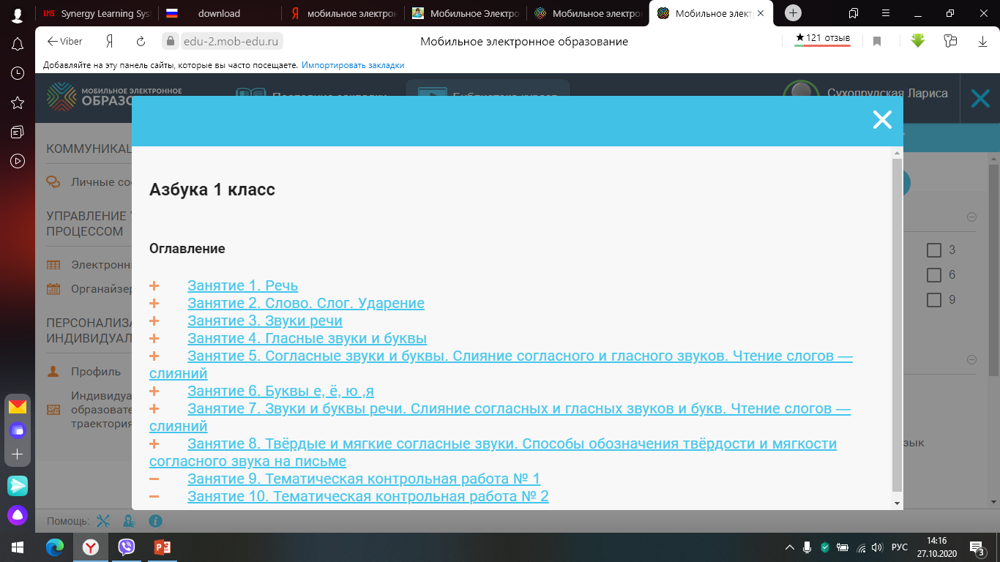 Synergy Learning Sys
download
мобильное электрон
Мобильное Электро
Мобильное электрон
Мобильное элект
Viber
edu-2.mob-edu.ru
Мобильное электронное образование
★121 отзыв
Добавляйте на эту панель сайты, которые вы часто посещаете. Импортировать закладки
МОБИЛЬНОЕ ЭЛЕКТРОННОЕ
Сухопрудская Лариса
КОММУНИКАЦ
Личные соо
УПРАВЛЕНИЕ У
ПРОЦЕССОМ
Электронн
Органайзер
ПЕРСОНАЛИЗА
ИНДИВИДУАЛ
Профиль
Индивидуа
образовате
траектория
Азбука 1 класс
Оглавление
+ Занятие 1. Речь
+ Занятие 2. Слово. Слог. Ударение
+ Занятие 3. Звуки речи
+ Занятие 4. Гласные звуки и буквы
+ Занятие 5. Согласные звуки и буквы. Слияние согласного и гласного звуков. Чтение слогов —
слияний
+ Занятие 6. Буквы е, ё, ю ,я
+ Занятие 7. Звуки и буквы речи. Слияние согласных и гласных звуков и букв. Чтение слогов —
слияний
+ Занятие 8. Твёрдые и мягкие согласные звуки. Способы обозначения твёрдости и мягкости
согласного звука на письме
– Занятие 9. Тематическая контрольная работа № 1
– Занятие 10. Тематическая контрольная работа № 2
3
6
9
зык
Помощь:
РУС
14:16
27.10.2020
3